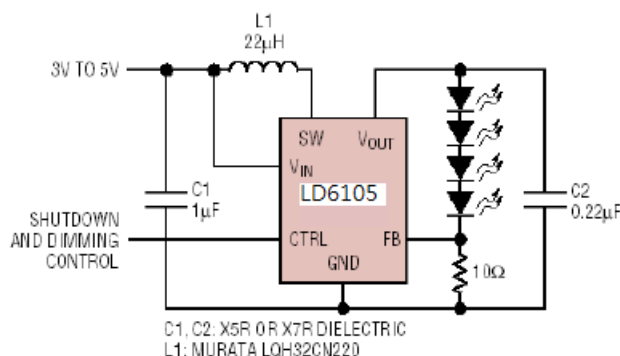 L1
22µH
3V TO 5V
SW
VOUT
VIN
LD6105
C1
1µF
C2
0.22µF
SHUTDOWN
AND DIMMING
CONTROL
CTRL
FB
GND
10Ω
C1, C2: X5R OR X7R DIELECTRIC
L1: MURATA LQH32CN220